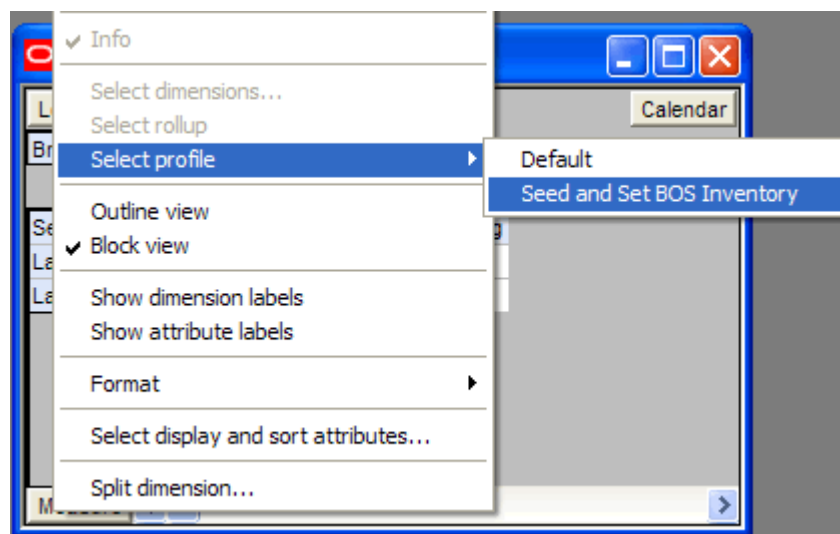 Info
Select dimensions...
Select rollup
Select profile
Outline view
Block view
Show dimension labels
Show attribute labels
Format
Select display and sort attributes...
Split dimension...
Default
Seed and Set BOS Inventory
Calendar